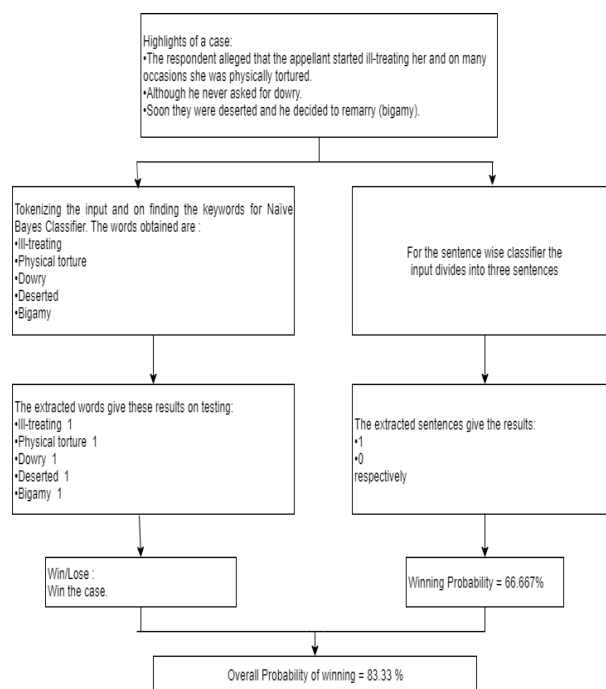 Highlights of a case:
•The respondent alleged that the appellant started ill-treating her and on many
occasions she was physically tortured.
•Although he never asked for dowry.
•Soon they were deserted and he decided to remarry (bigamy).
Tokenizing the input and on finding the keywords for Naïve
Bayes Classifier. The words obtained are :
•Ill-treating
•Physical torture
•Dowry
•Deserted
•Bigamy
For the sentence wise classifier the
input divides into three sentences
The extracted words give these results on testing:
•Ill-treating 1
•Physical torture 1
•Dowry 1
•Deserted 1
•Bigamy 1
The extracted sentences give the results:
•1
•0
respectively
Win/Lose :
Win the case.
Winning Probability = 66.667%
Overall Probability of winning = 83.33 %